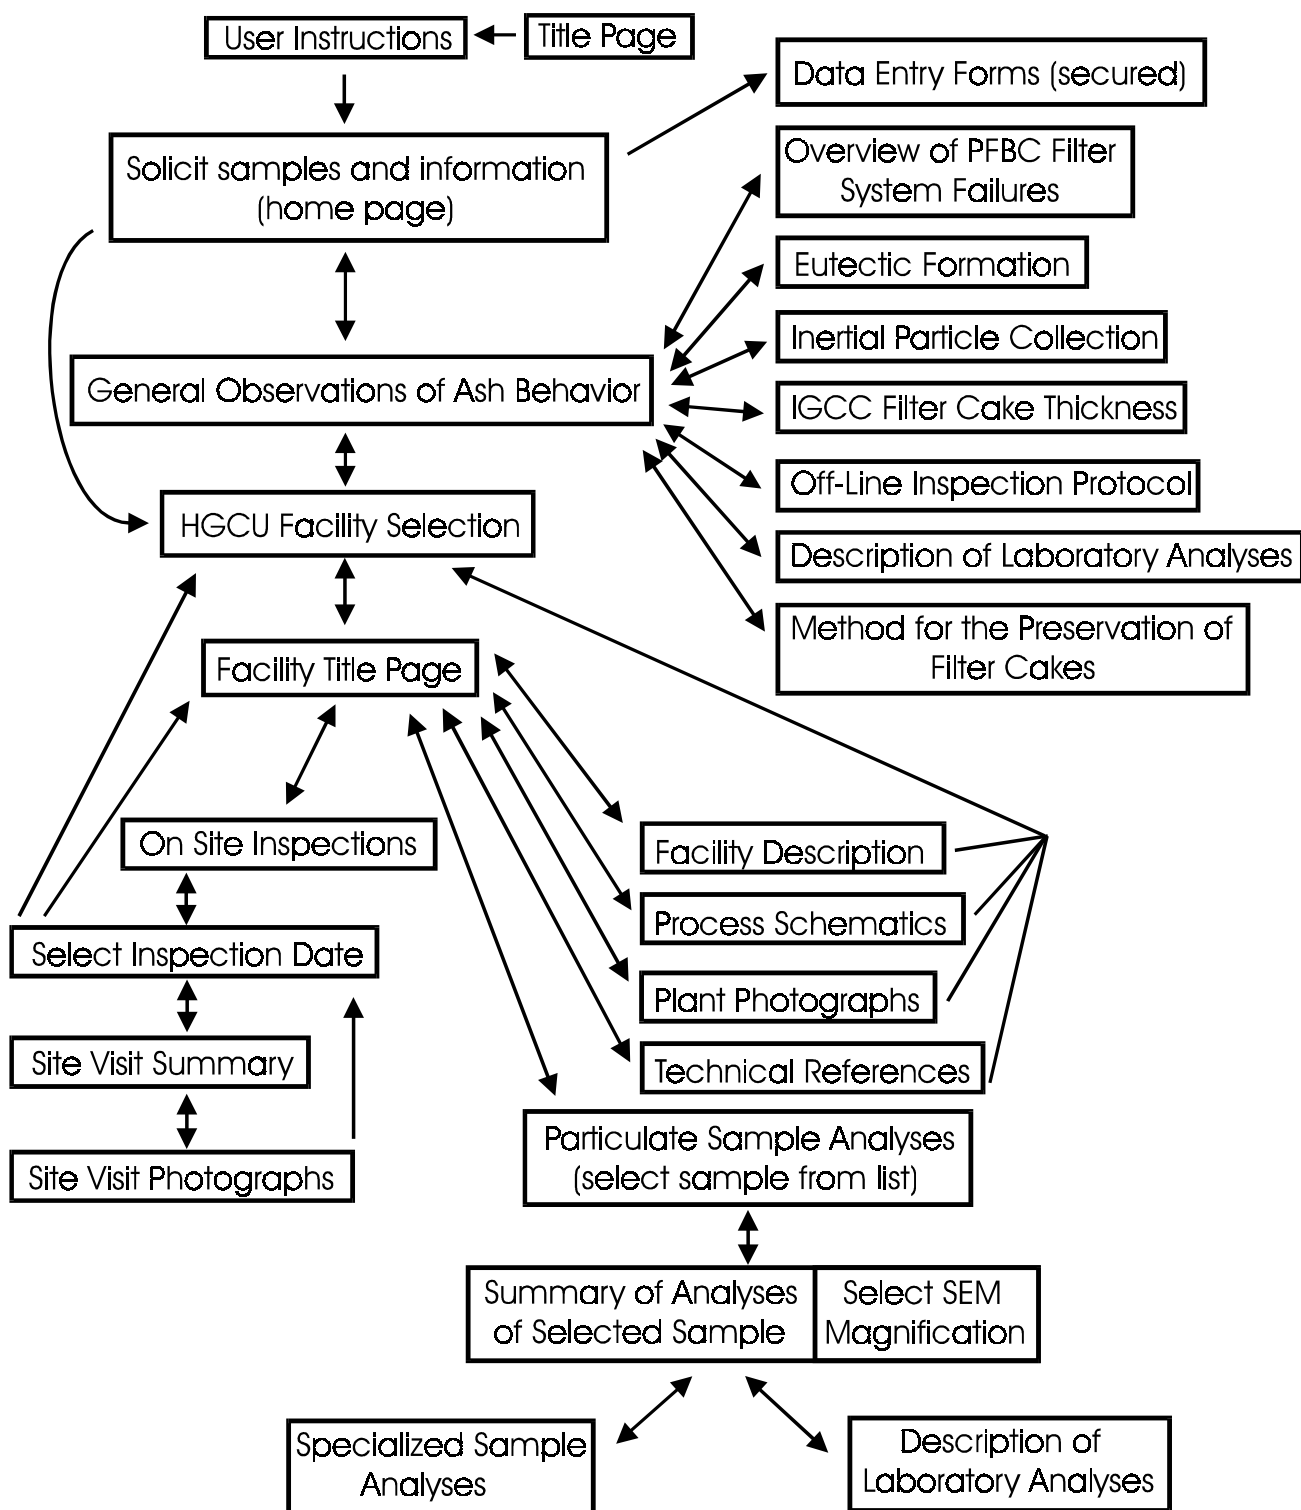 User Instructions
Title Page
Data Entry Forms (secured)
Solicit samples and information
(home page)
Overview of PFBC Filter
System Failures
Eutectic Formation
Inertial Particle Collection
General Observations of Ash Behavior
IGCC Filter Cake Thickness
Off-Line Inspection Protocol
HGCU Facility Selection
Description of Laboratory Analyses
Method for the Preservation of
Filter Cakes
Facility Title Page
On Site Inspections
Facility Description
Process Schematics
Select Inspection Date
Plant Photographs
Site Visit Summary
Technical References
Particulate Sample Analyses
(select sample from list)
Site Visit Photographs
Summary of Analyses
of Selected Sample
Select SEM
Magnification
Specialized Sample
Analyses
Description of
Laboratory Analyses